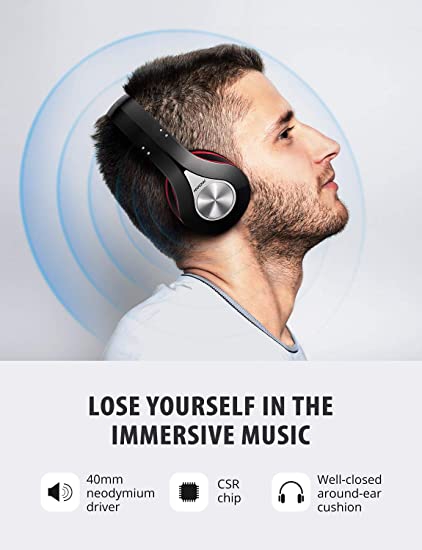 LOSE YOURSELF IN THE
IMMERSIVE MUSIC
40mm
neodymium
driver
CSR
chip
Well-closed
around-ear
cushion